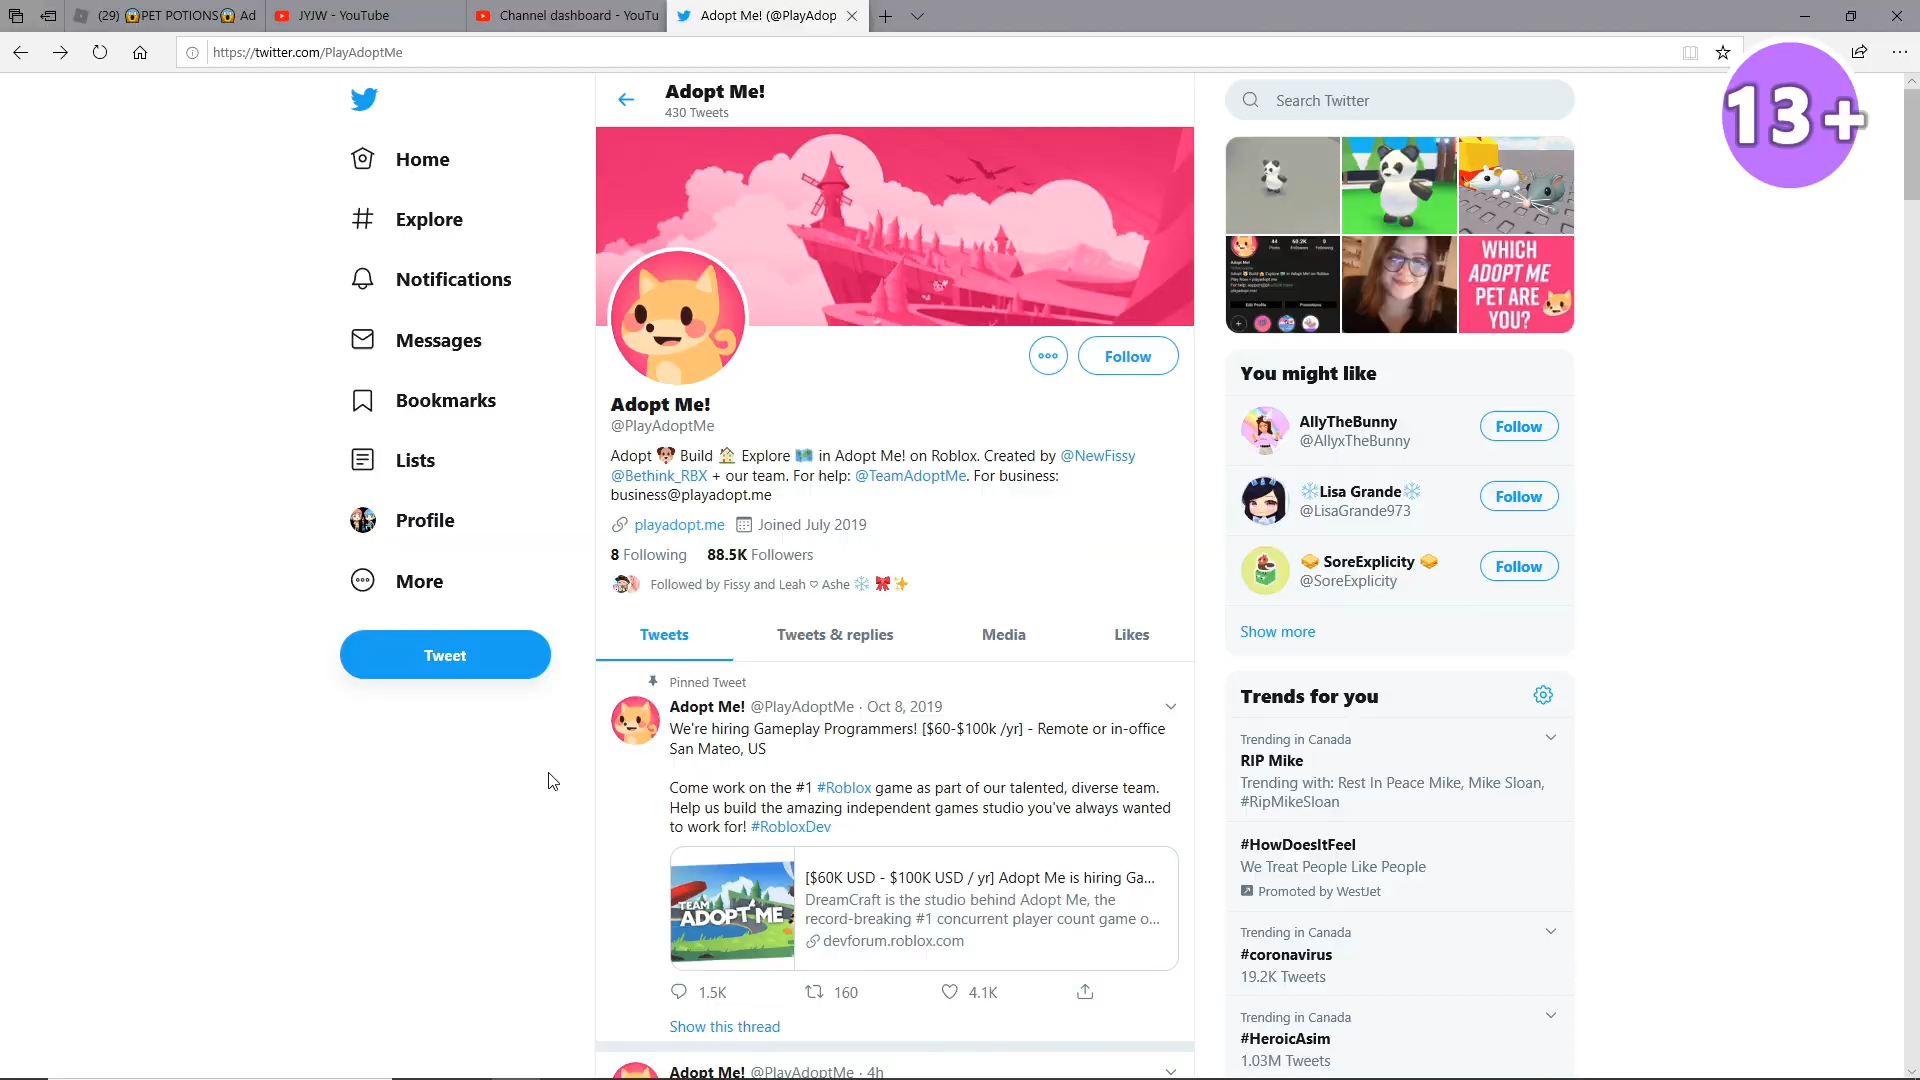 (29) 😱PET POTIONS😱 Ad
JYJW - YouTube
Channel dashboard - YouTu
Adopt Me! (@PlayAdop
https://twitter.com/PlayAdoptMe
13+
Home
Explore
Notifications
Messages
Bookmarks
Lists
Profile
More
Tweet
Adopt Me!
430 Tweets
Follow
Adopt Me!
@PlayAdoptMe
Adopt 🐶 Build 🏠 Explore 🗺️ in Adopt Me! on Roblox. Created by @NewFissy
@Bethink_RBX + our team. For help: @TeamAdoptMe. For business:
business@playadopt.me
playadopt.me Joined July 2019
8 Following 88.5K Followers
Followed by Fissy and Leah ♡ Ashe ❄️ 🎀✨
Tweets Tweets & replies Media Likes
Pinned Tweet
Adopt Me! @PlayAdoptMe · Oct 8, 2019
We're hiring Gameplay Programmers! [$60-$100k /yr] - Remote or in-office
San Mateo, US
Come work on the #1 #Roblox game as part of our talented, diverse team.
Help us build the amazing independent games studio you've always wanted
to work for! #RobloxDev
TEAM
ADOPT ME
[$60K USD - $100K USD / yr] Adopt Me is hiring Ga...
DreamCraft is the studio behind Adopt Me, the
record-breaking #1 concurrent player count game o...
devforum.roblox.com
1.5K 160 4.1K
Show this thread
Adopt Me! @PlayAdoptMe · 4h
Search Twitter
WHICH
ADOPT ME
PET ARE
YOU?
You might like
AllyTheBunny
@AllyxTheBunny
Follow
❄️Lisa Grande❄️
@LisaGrande973
Follow
🥪 SoreExplicity 🥪
@SoreExplicity
Follow
Show more
Trends for you
Trending in Canada
RIP Mike
Trending with: Rest In Peace Mike, Mike Sloan,
#RipMikeSloan
#HowDoesItFeel
We Treat People Like People
Promoted by WestJet
Trending in Canada
#coronavirus
19.2K Tweets
Trending in Canada
#HeroicAsim
1.03M Tweets